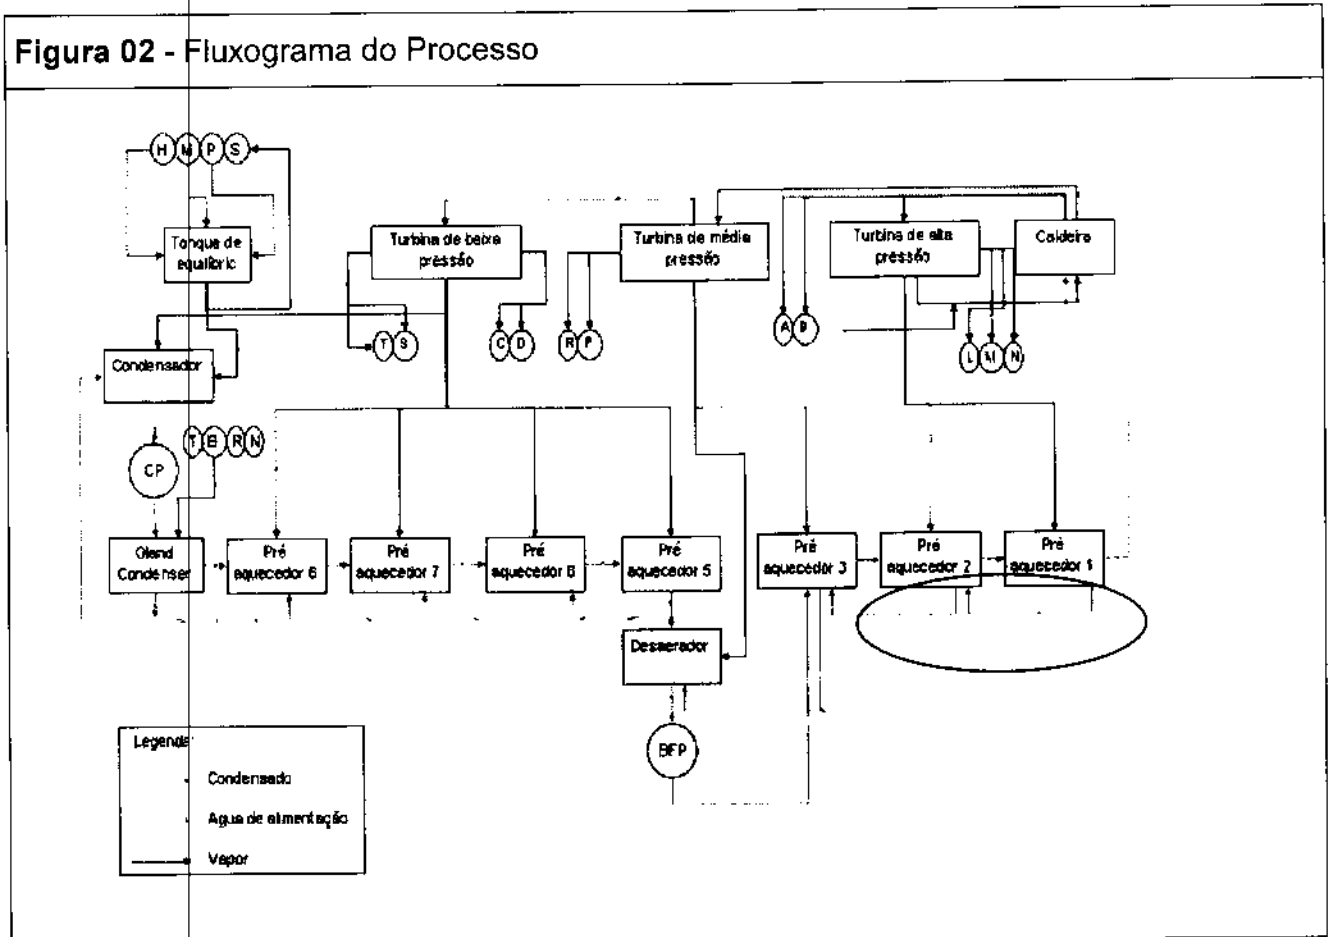 Figura 02 - Fluxograma do Processo
H M P S
Tanque de
equilíbrio
Turbina de baixa
pressão
Turbina de média
pressão
Turbina de alta
pressão
Caldeira
T S
C D
R P
A B
L M N
Condensador
CP
T B R N
Gland
Condenser
Pré
aquecedor 6
Pré
aquecedor 7
Pré
aquecedor 8
Pré
aquecedor 5
Pré
aquecedor 3
Pré
aquecedor 2
Pré
aquecedor 1
Desaerador
BFP
Legenda
Condensado
Agua de alimentação
Vapor